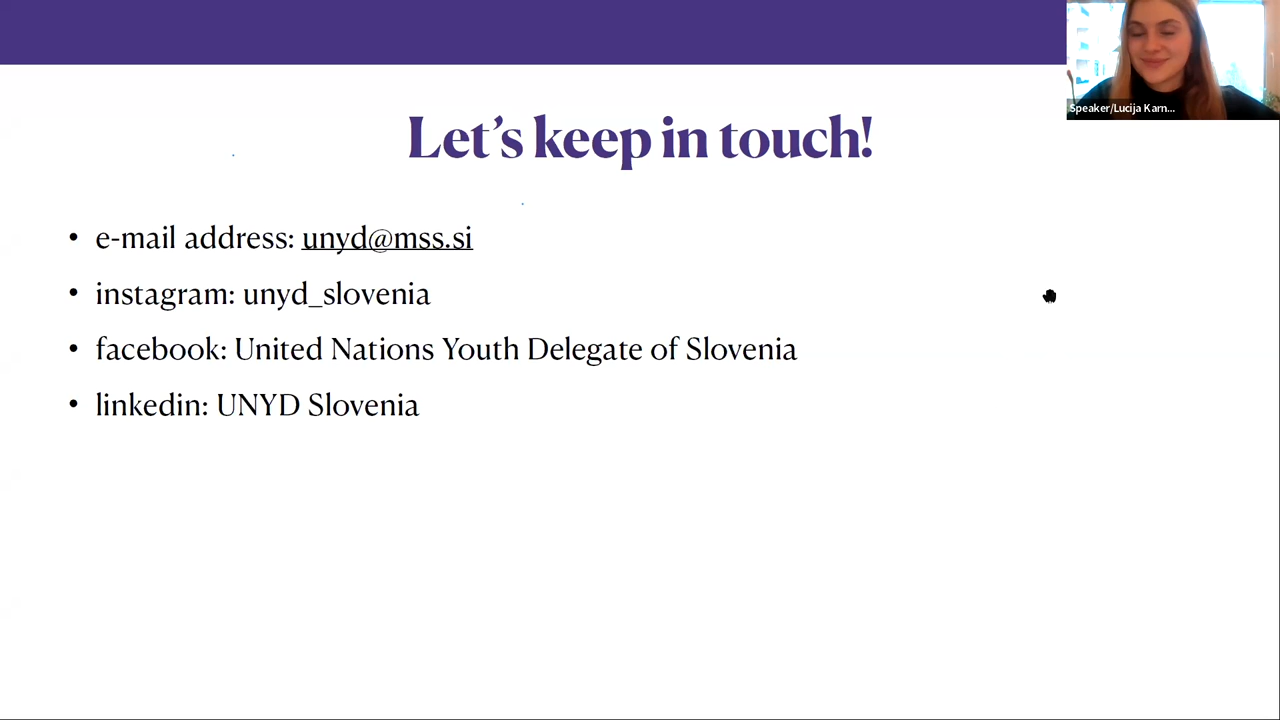 Speaker/Lucija Karn...
Let’s keep in touch!
• e-mail address: unyd@mss.si
• instagram: unyd_slovenia
• facebook: United Nations Youth Delegate of Slovenia
• linkedin: UNYD Slovenia